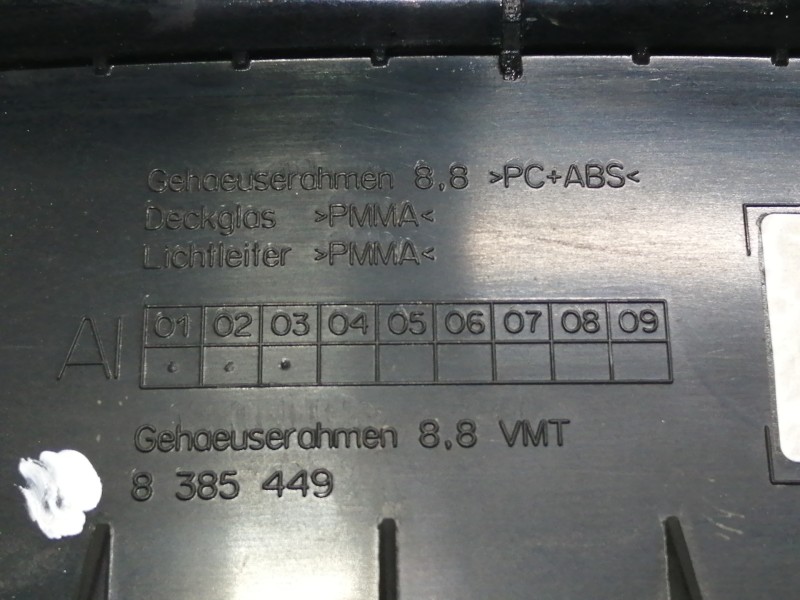 Gehaeuserahmen 8,8 >PC+ABS<
Deckglas >PMMA<
Lichtleiter >PMMA<
AI 01 02 03 04 05 06 07 08 09
Gehaeuserahmen 8,8 VMT
8 385 449